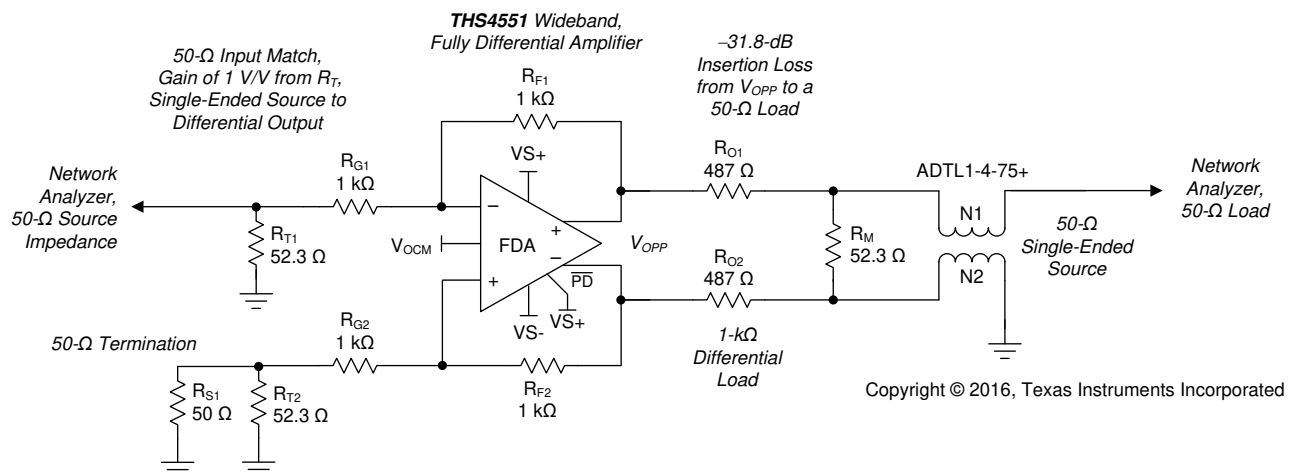 THS4551 Wideband,
Fully Differential Amplifier
50-Ω Input Match,
Gain of 1 V/V from RT,
Single-Ended Source to
Differential Output
–31.8-dB
Insertion Loss
from VOPP to a
50-Ω Load
RF1
1 kΩ
Network
Analyzer,
50-Ω Source
Impedance
RG1
1 kΩ
VS+
RO1
487 Ω
ADTL1-4-75+
Network
Analyzer,
50-Ω Load
RT1
52.3 Ω
VOCM
–
FDA
+
+
–
PD
VOPP
RM
52.3 Ω
N1
N2
50-Ω
Single-Ended
Source
VS-
VS+
RO2
487 Ω
50-Ω Termination
RG2
1 kΩ
1-kΩ
Differential
Load
RS1
50 Ω
RT2
52.3 Ω
RF2
1 kΩ
Copyright © 2016, Texas Instruments Incorporated